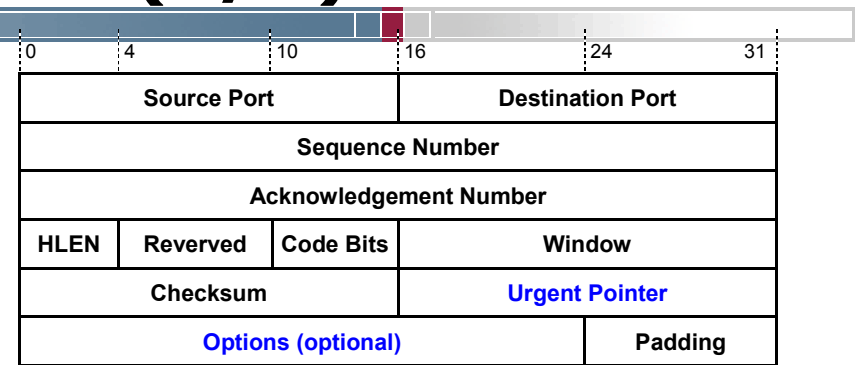 0 4 10 16 24 31
Source Port Destination Port
Sequence Number
Acknowledgement Number
HLEN Reverved Code Bits Window
Checksum Urgent Pointer
Options (optional) Padding